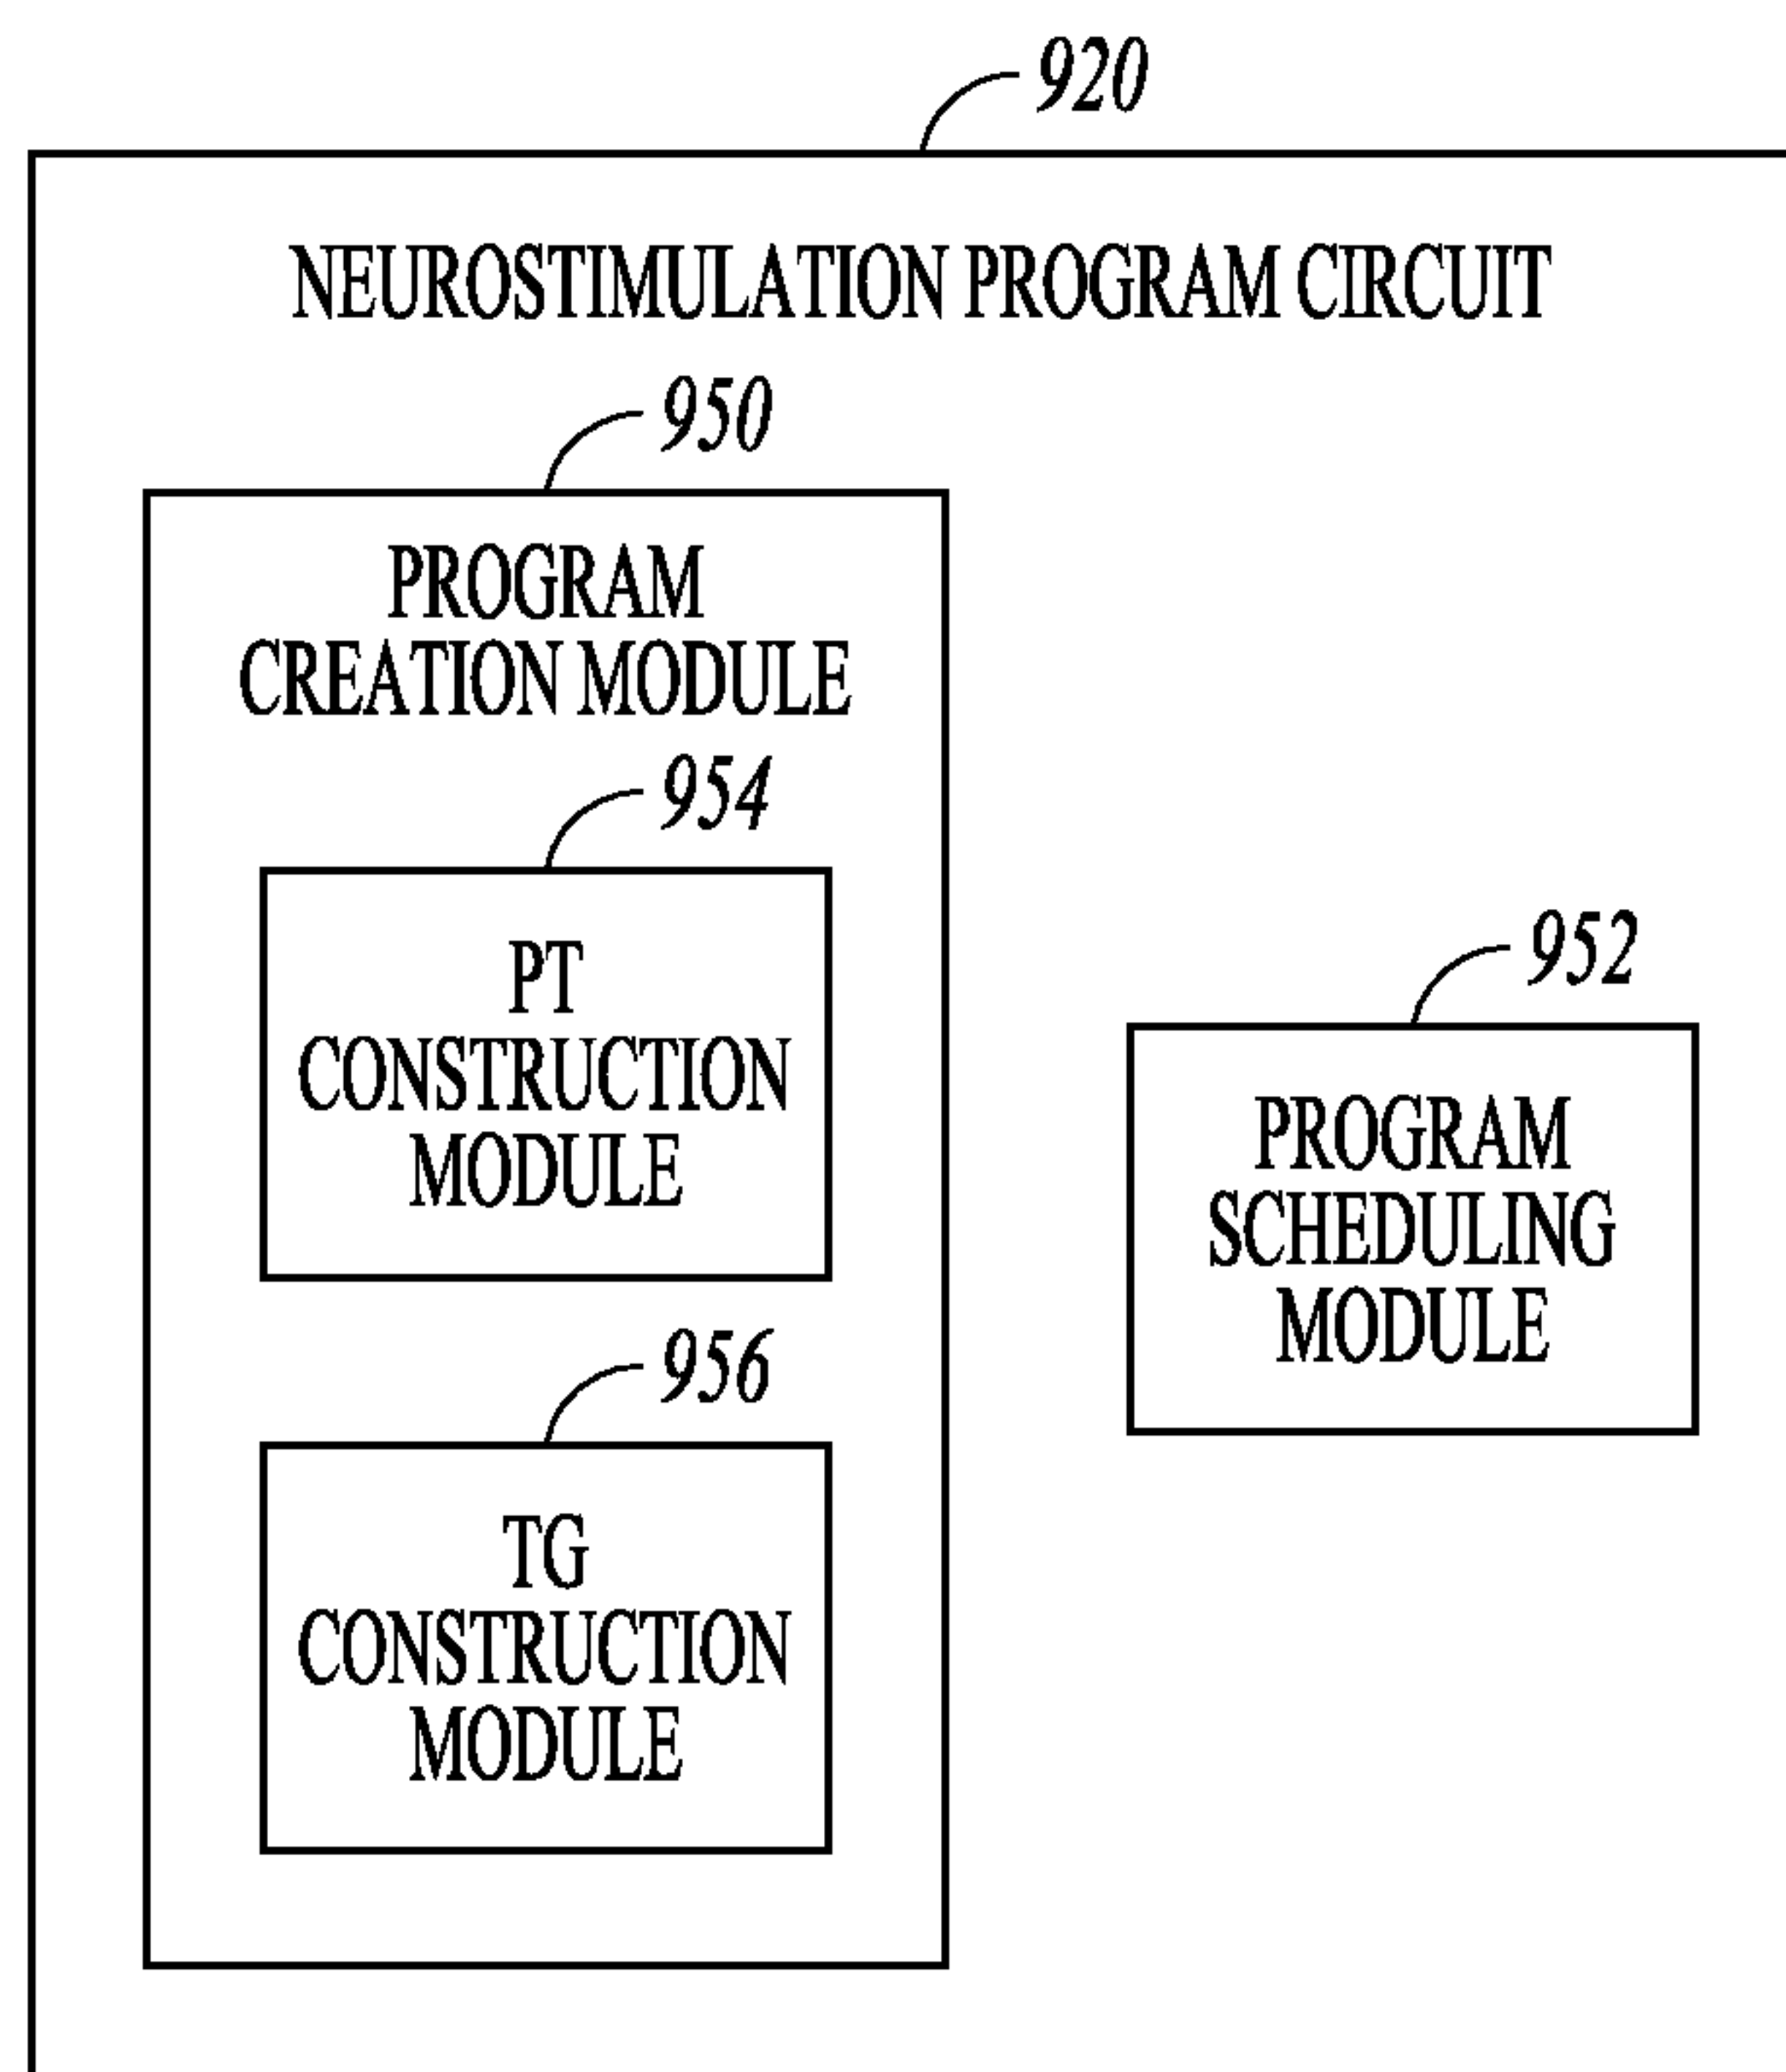 920
NEUROSTIMULATION PROGRAM CIRCUIT
950
PROGRAM
CREATION MODULE
954
PT
CONSTRUCTION
MODULE
956
TG
CONSTRUCTION
MODULE
952
PROGRAM
SCHEDULING
MODULE